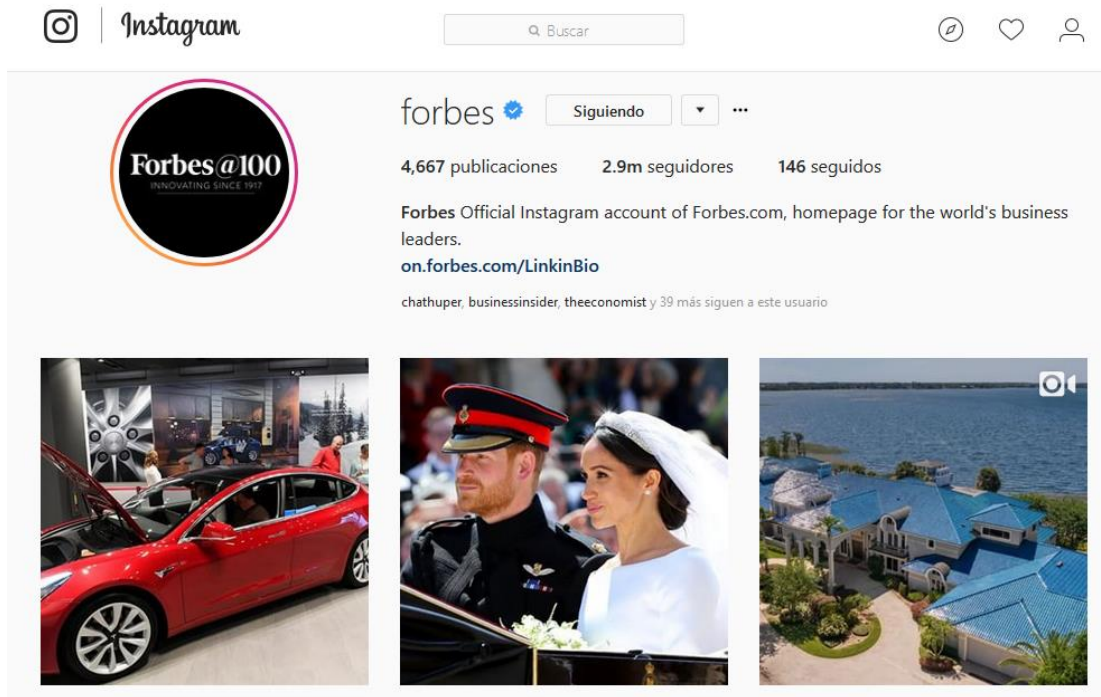 Instagram
Buscar
forbes Siguiendo
4,667 publicaciones 2.9m seguidores 146 seguidos
Forbes@100
INNOVATING SINCE 1917
Forbes Official Instagram account of Forbes.com, homepage for the world's business
leaders.
on.forbes.com/LinkinBio
chathuper, businessinsider, theeconomist y 39 más siguen a este usuario